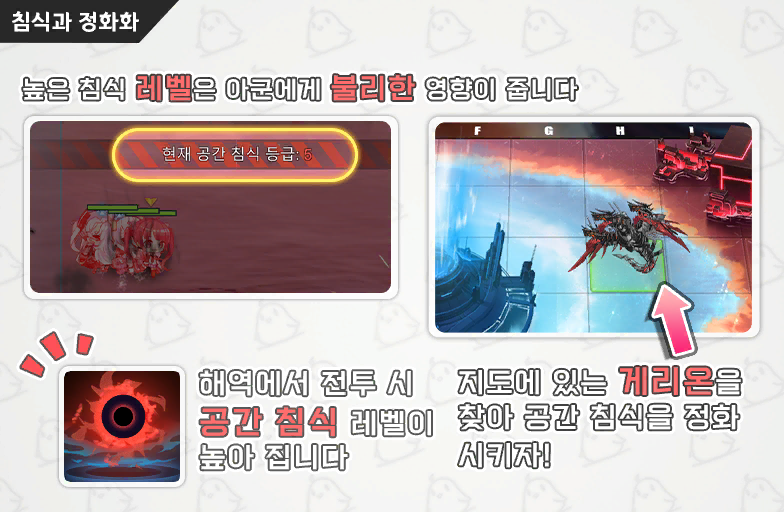 침식과 정화화
높은 침식 레벨은 아군에게 불리한 영향이 줍니다
현재 공간 침식 등급: 5
F G H I
해역에서 전투 시
공간 침식 레벨이
높아 집니다
지도에 있는 게리온을
찾아 공간 침식을 정화
시키자!